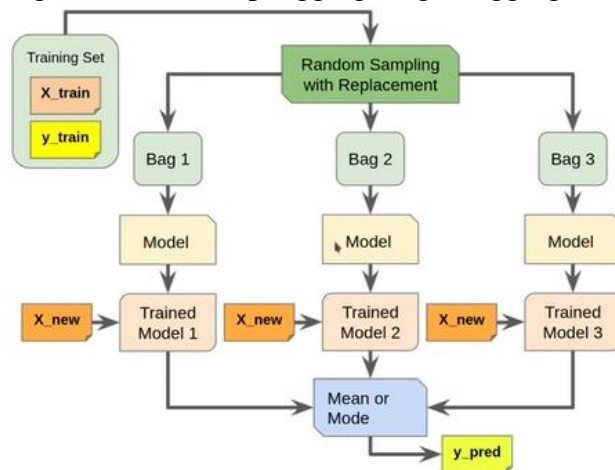 Training Set
X_train
y_train
Random Sampling
with Replacement
Bag 1
Bag 2
Bag 3
Model
Model
Model
X_new
Trained
Model 1
X_new
Trained
Model 2
X_new
Trained
Model 3
Mean or
Mode
y_pred